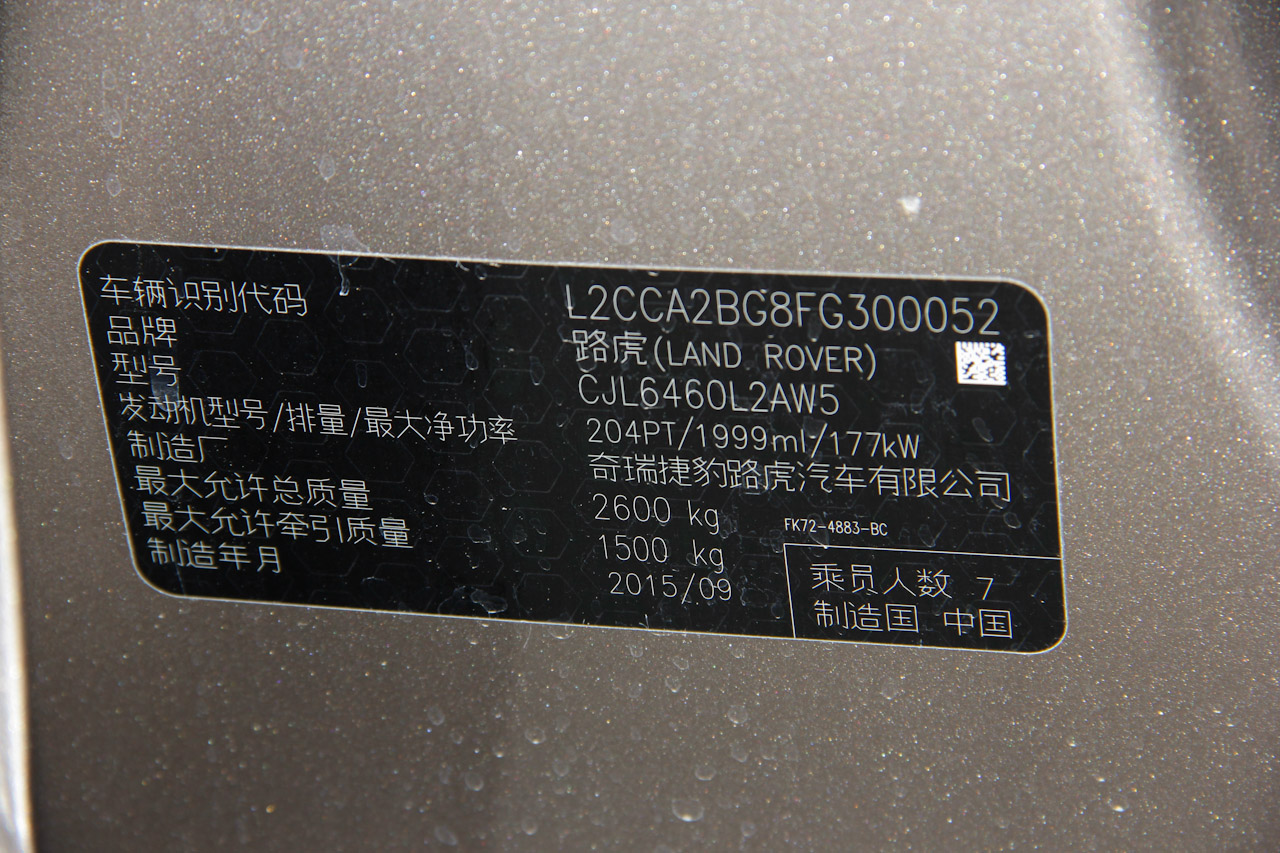 车辆识别代码 L2CCA2BG8FG300052
品牌 路虎(LAND ROVER)
型号 CJL6460L2AW5
发动机型号/排量/最大净功率 204PT/1999ml/177kW
制造厂 奇瑞捷豹路虎汽车有限公司
最大允许总质量 2600 kg
FK72-4883-BC
最大允许牵引质量 1500 kg
制造年月 2015/09
乘员人数 7
制造国 中国